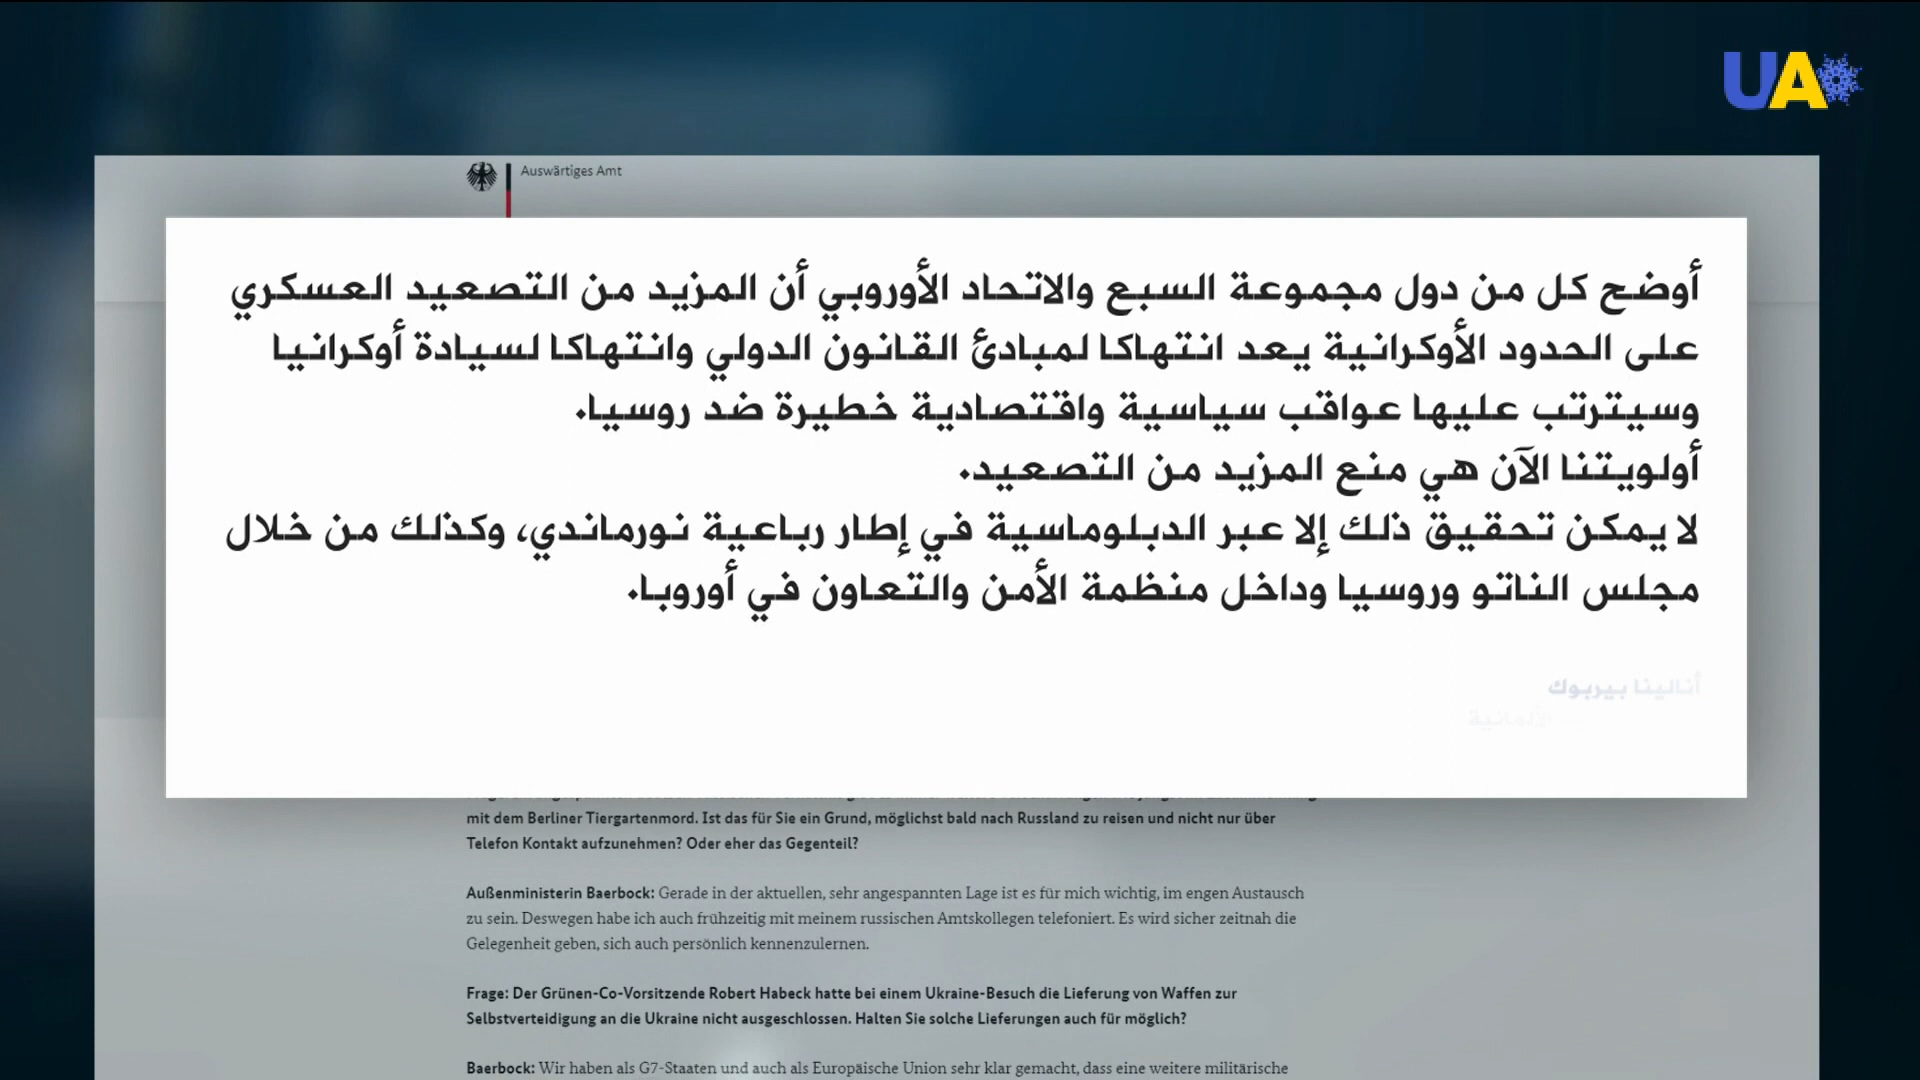 UA
Auswärtiges Amt
أوضح كل من دول مجموعة السبع والاتحاد الأوروبي أن المزيد من التصعيد العسكري
على الحدود الأوكرانية يعد انتهاكا لمبادئ القانون الدولي وانتهاكا لسيادة أوكرانيا
وسيترتب عليها عواقب سياسية واقتصادية خطيرة ضد روسيا.
أولويتنا الآن هي منع المزيد من التصعيد.
لا يمكن تحقيق ذلك إلا عبر الدبلوماسية في إطار رباعية نورماندي، وكذلك من خلال
مجلس الناتو وروسيا وداخل منظمة الأمن والتعاون في أوروبا.
أنالينا بيربوك
الألمانية
mit dem Berliner Tiergartenmord. Ist das für Sie ein Grund, möglichst bald nach Russland zu reisen und nicht nur über
Telefon Kontakt aufzunehmen? Oder eher das Gegenteil?
Außenministerin Baerbock: Gerade in der aktuellen, sehr angespannten Lage ist es für mich wichtig, im engen Austausch
zu sein. Deswegen habe ich auch frühzeitig mit meinem russischen Amtskollegen telefoniert. Es wird sicher zeitnah die
Gelegenheit geben, sich auch persönlich kennenzulernen.
Frage: Der Grünen-Co-Vorsitzende Robert Habeck hatte bei einem Ukraine-Besuch die Lieferung von Waffen zur
Selbstverteidigung an die Ukraine nicht ausgeschlossen. Halten Sie solche Lieferungen auch für möglich?
Baerbock: Wir haben als G7-Staaten und auch als Europäische Union sehr klar gemacht, dass eine weitere militärische